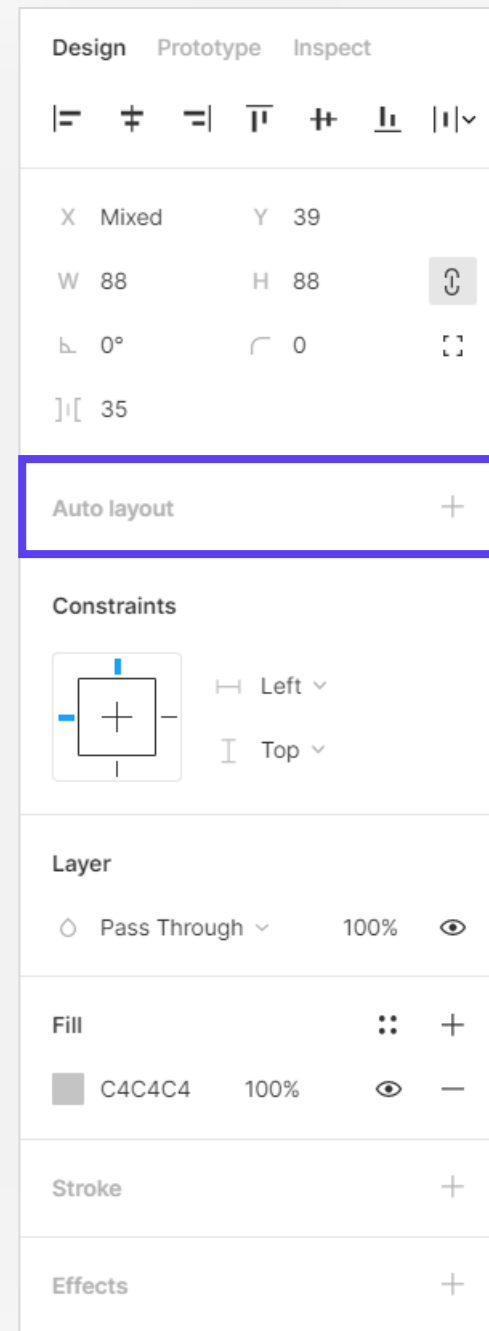 Design Prototype Inspect
X Mixed Y 39
W 88 H 88
0° 0
35
Auto layout
Constraints
Left
Top
Layer
Pass Through 100%
Fill
C4C4C4 100%
Stroke
Effects